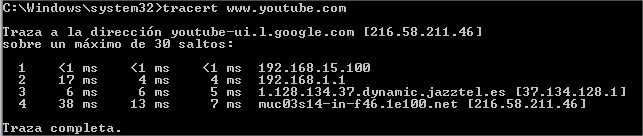 C:\Windows\system32>tracert www.youtube.com
Traza a la dirección youtube-ui.l.google.com [216.58.211.46]
sobre un máximo de 30 saltos:
1 <1 ms <1 ms <1 ms 192.168.15.100
2 17 ms 4 ms 4 ms 192.168.1.1
3 6 ms 6 ms 5 ms 1.128.134.37.dynamic.jazztel.es [37.134.128.1]
4 38 ms 13 ms 7 ms muc03s14-in-f46.1e100.net [216.58.211.46]
Traza completa.